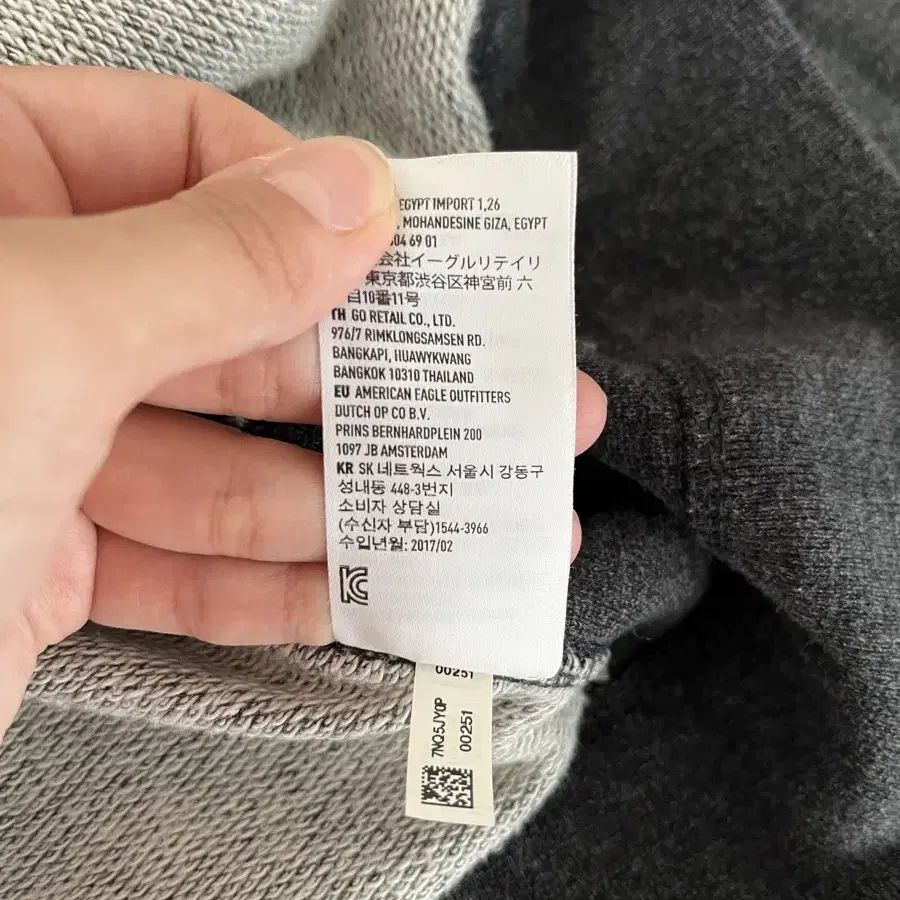 EGYPT IMPORT 1,26
, MOHANDESINE GIZA, EGYPT
04 69 01
会社イーグルリテイリ
東京都渋谷区神宮前 六
目10番11号
TH GO RETAIL CO., LTD.
976/7 RIMKLONGSAMSEN RD.
BANGKAPI, HUAWYKWANG
BANGKOK 10310 THAILAND
EU AMERICAN EAGLE OUTFITTERS
DUTCH OP CO B.V.
PRINS BERNHARDPLEIN 200
1097 JB AMSTERDAM
KR SK 네트웍스 서울시 강동구
성내동 448-3번지
소비자 상담실
(수신자 부담)1544-3966
수입년월: 2017/02
KC
00251
7NQ5JYQP
00251